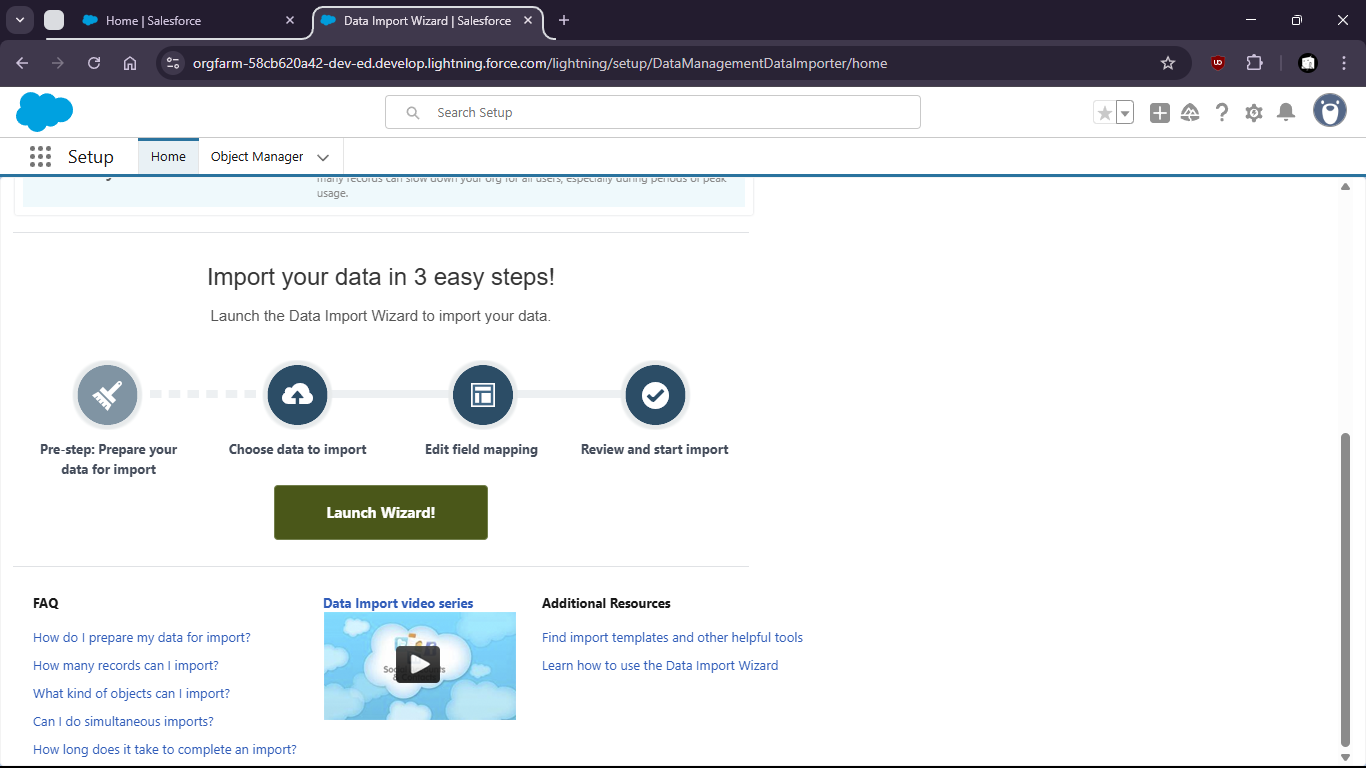 Home | Salesforce
Data Import Wizard | Salesforce
orgfarm-58cb620a42-dev-ed.develop.lightning.force.com/lightning/setup/DataManagementDataImporter/home
Search Setup
Setup
Home
Object Manager
many records can slow down your org for all users, especially during periods of peak
usage.
Import your data in 3 easy steps!
Launch the Data Import Wizard to import your data.
Pre-step: Prepare your
data for import
Choose data to import
Edit field mapping
Review and start import
Launch Wizard!
FAQ
How do I prepare my data for import?
How many records can I import?
What kind of objects can I import?
Can I do simultaneous imports?
How long does it take to complete an import?
Data Import video series
Additional Resources
Find import templates and other helpful tools
Learn how to use the Data Import Wizard